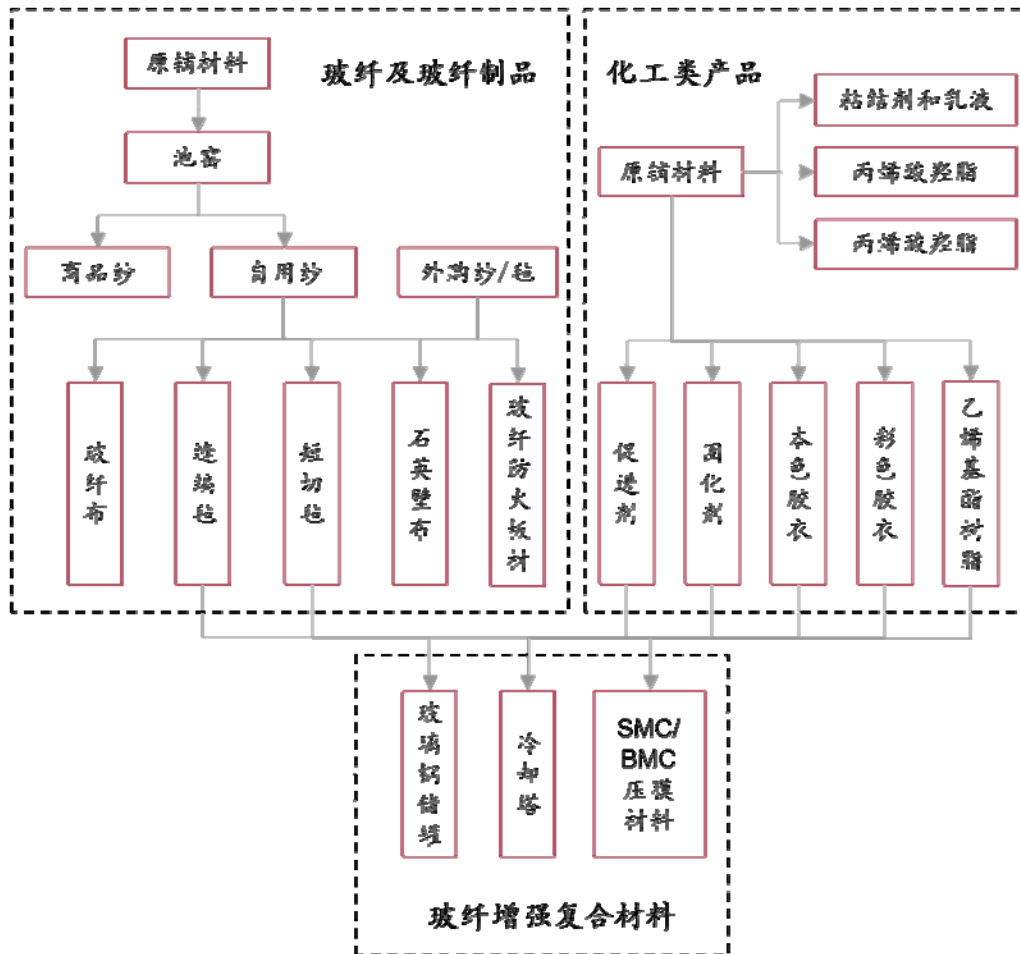 玻纤及玻纤制品
原辅材料
池窑
商品纱
自用纱
外购纱/毡
玻纤布
缝编毡
短切毡
石英壁布
玻纤防火板材
化工类产品
原辅材料
粘结剂和乳液
丙烯酸羟脂
丙烯酸羟脂
促进剂
固化剂
本色胶衣
彩色胶衣
乙烯基酯树脂
玻璃钢储罐
冷却塔
SMC/
BMC
压膜
材料
玻纤增强复合材料